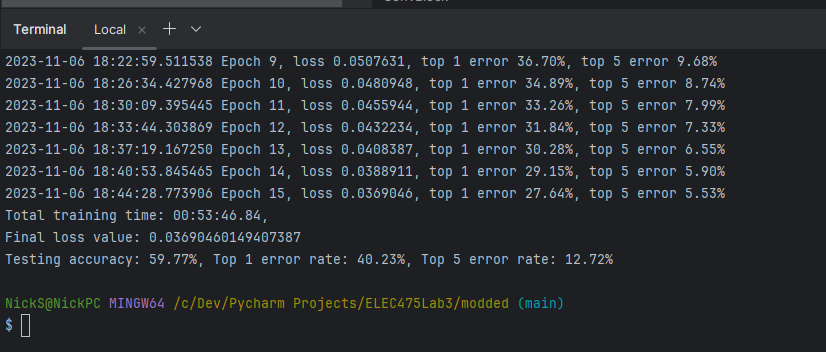 Terminal Local
2023-11-06 18:22:59.511538 Epoch 9, loss 0.0507631, top 1 error 36.70%, top 5 error 9.68%
2023-11-06 18:26:34.427968 Epoch 10, loss 0.0480948, top 1 error 34.89%, top 5 error 8.74%
2023-11-06 18:30:09.395445 Epoch 11, loss 0.0455944, top 1 error 33.26%, top 5 error 7.99%
2023-11-06 18:33:44.303869 Epoch 12, loss 0.0432234, top 1 error 31.84%, top 5 error 7.33%
2023-11-06 18:37:19.167250 Epoch 13, loss 0.0408387, top 1 error 30.28%, top 5 error 6.55%
2023-11-06 18:40:53.845465 Epoch 14, loss 0.0388911, top 1 error 29.15%, top 5 error 5.90%
2023-11-06 18:44:28.773906 Epoch 15, loss 0.0369046, top 1 error 27.64%, top 5 error 5.53%
Total training time: 00:53:46.84,
Final loss value: 0.03690460149407387
Testing accuracy: 59.77%, Top 1 error rate: 40.23%, Top 5 error rate: 12.72%
NickS@NickPC MINGW64 /c/Dev/Pycharm Projects/ELEC475Lab3/modded (main)
$